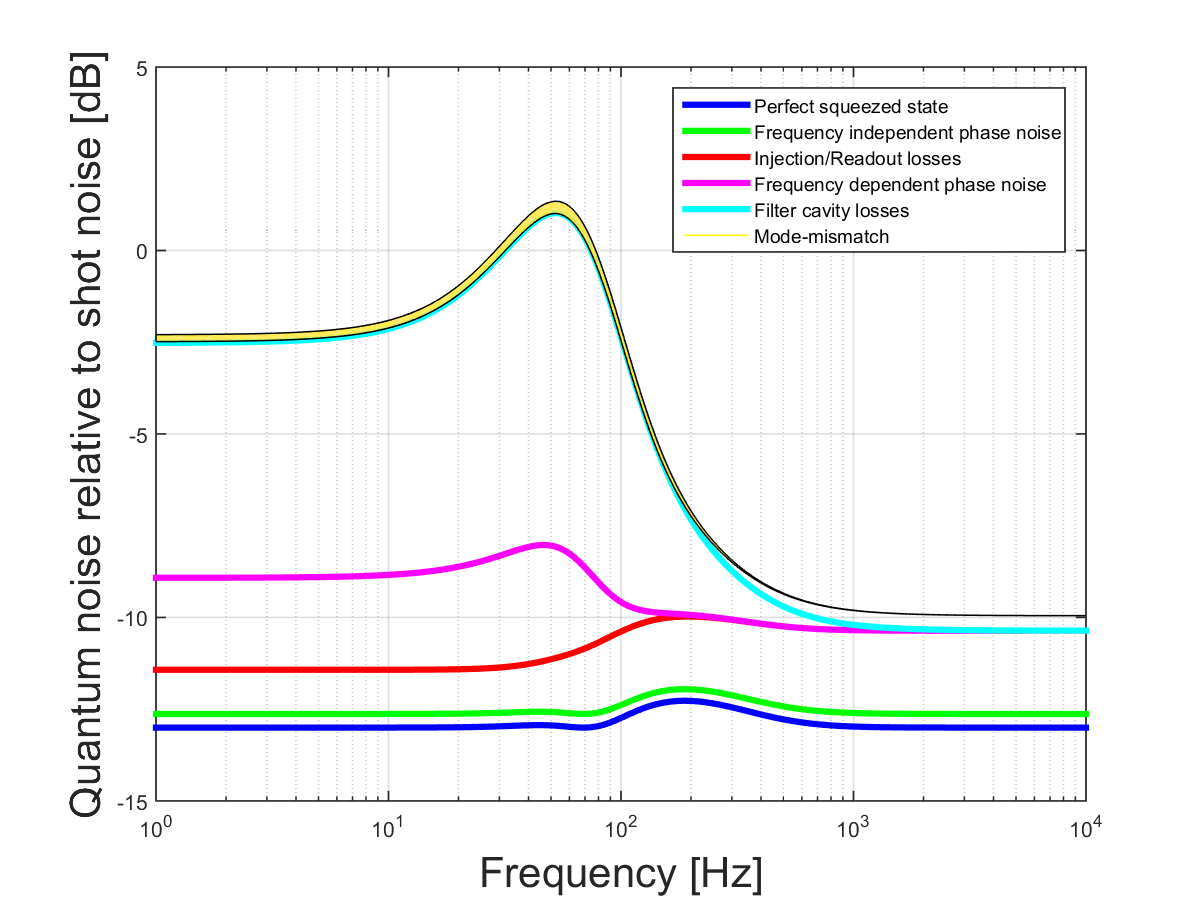 Quantum noise relative to shot noise [dB]
5
0
-5
-10
-15
Perfect squeezed state
Frequency independent phase noise
Injection/Readout losses
Frequency dependent phase noise
Filter cavity losses
Mode-mismatch
10^0 10^1 10^2 10^3 10^4
Frequency [Hz]